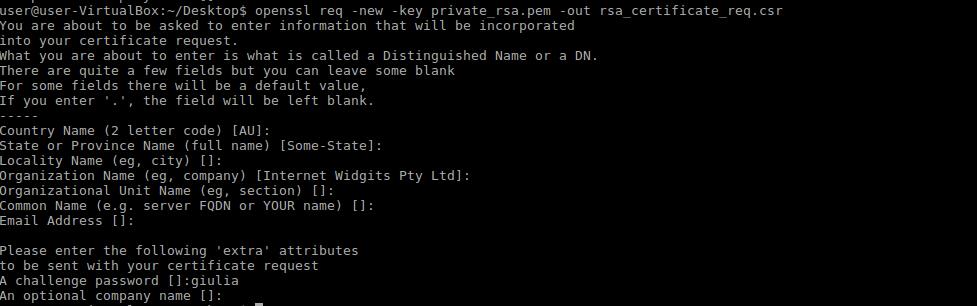 user@user-VirtualBox:~/Desktop$ openssl req -new -key private_rsa.pem -out rsa_certificate_req.csr
You are about to be asked to enter information that will be incorporated
into your certificate request.
What you are about to enter is what is called a Distinguished Name or a DN.
There are quite a few fields but you can leave some blank
For some fields there will be a default value,
If you enter '.', the field will be left blank.
-----
Country Name (2 letter code) [AU]:
State or Province Name (full name) [Some-State]:
Locality Name (eg, city) []:
Organization Name (eg, company) [Internet Widgits Pty Ltd]:
Organizational Unit Name (eg, section) []:
Common Name (e.g. server FQDN or YOUR name) []:
Email Address []:
Please enter the following 'extra' attributes
to be sent with your certificate request
A challenge password []:giulia
An optional company name []: